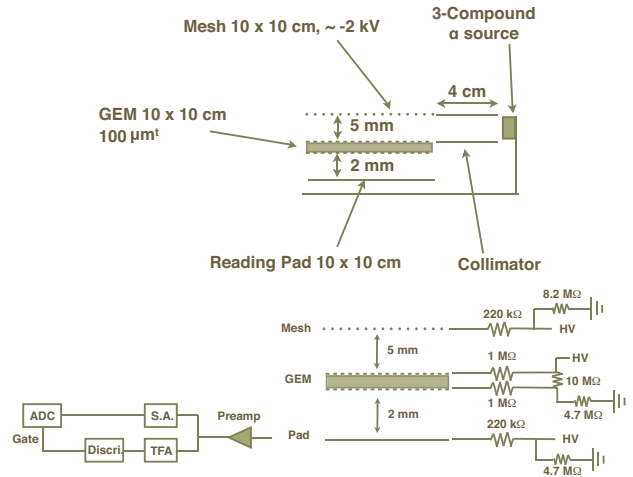 3-Compound
α source
Mesh 10 x 10 cm, ~ -2 kV
4 cm
GEM 10 x 10 cm
100 μmᵗ
5 mm
2 mm
Reading Pad 10 x 10 cm
Collimator
8.2 MΩ
220 kΩ
Mesh
HV
5 mm
1 MΩ
HV
GEM
10 MΩ
1 MΩ
4.7 MΩ
2 mm
ADC
S.A.
Preamp
Gate
Discri.
TFA
Pad
220 kΩ
HV
4.7 MΩ